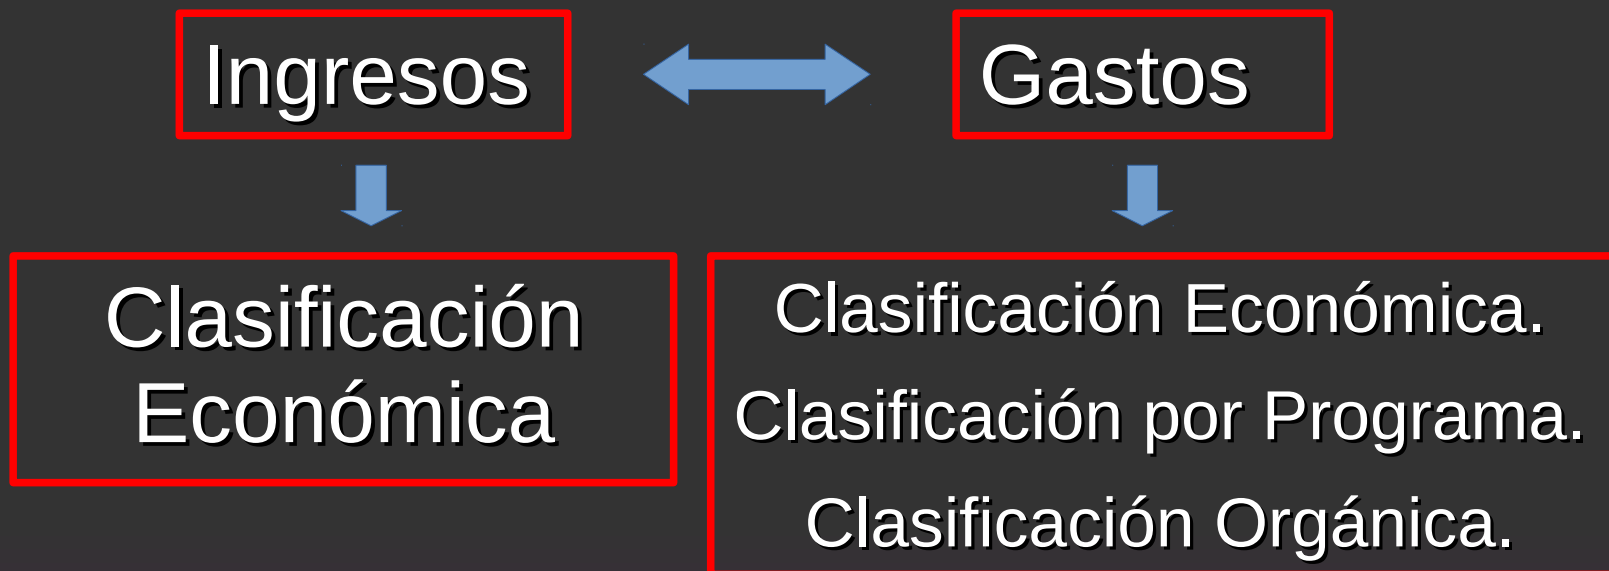 Ingresos
Gastos
Clasificación
Económica
Clasificación Económica.
Clasificación por Programa.
Clasificación Orgánica.